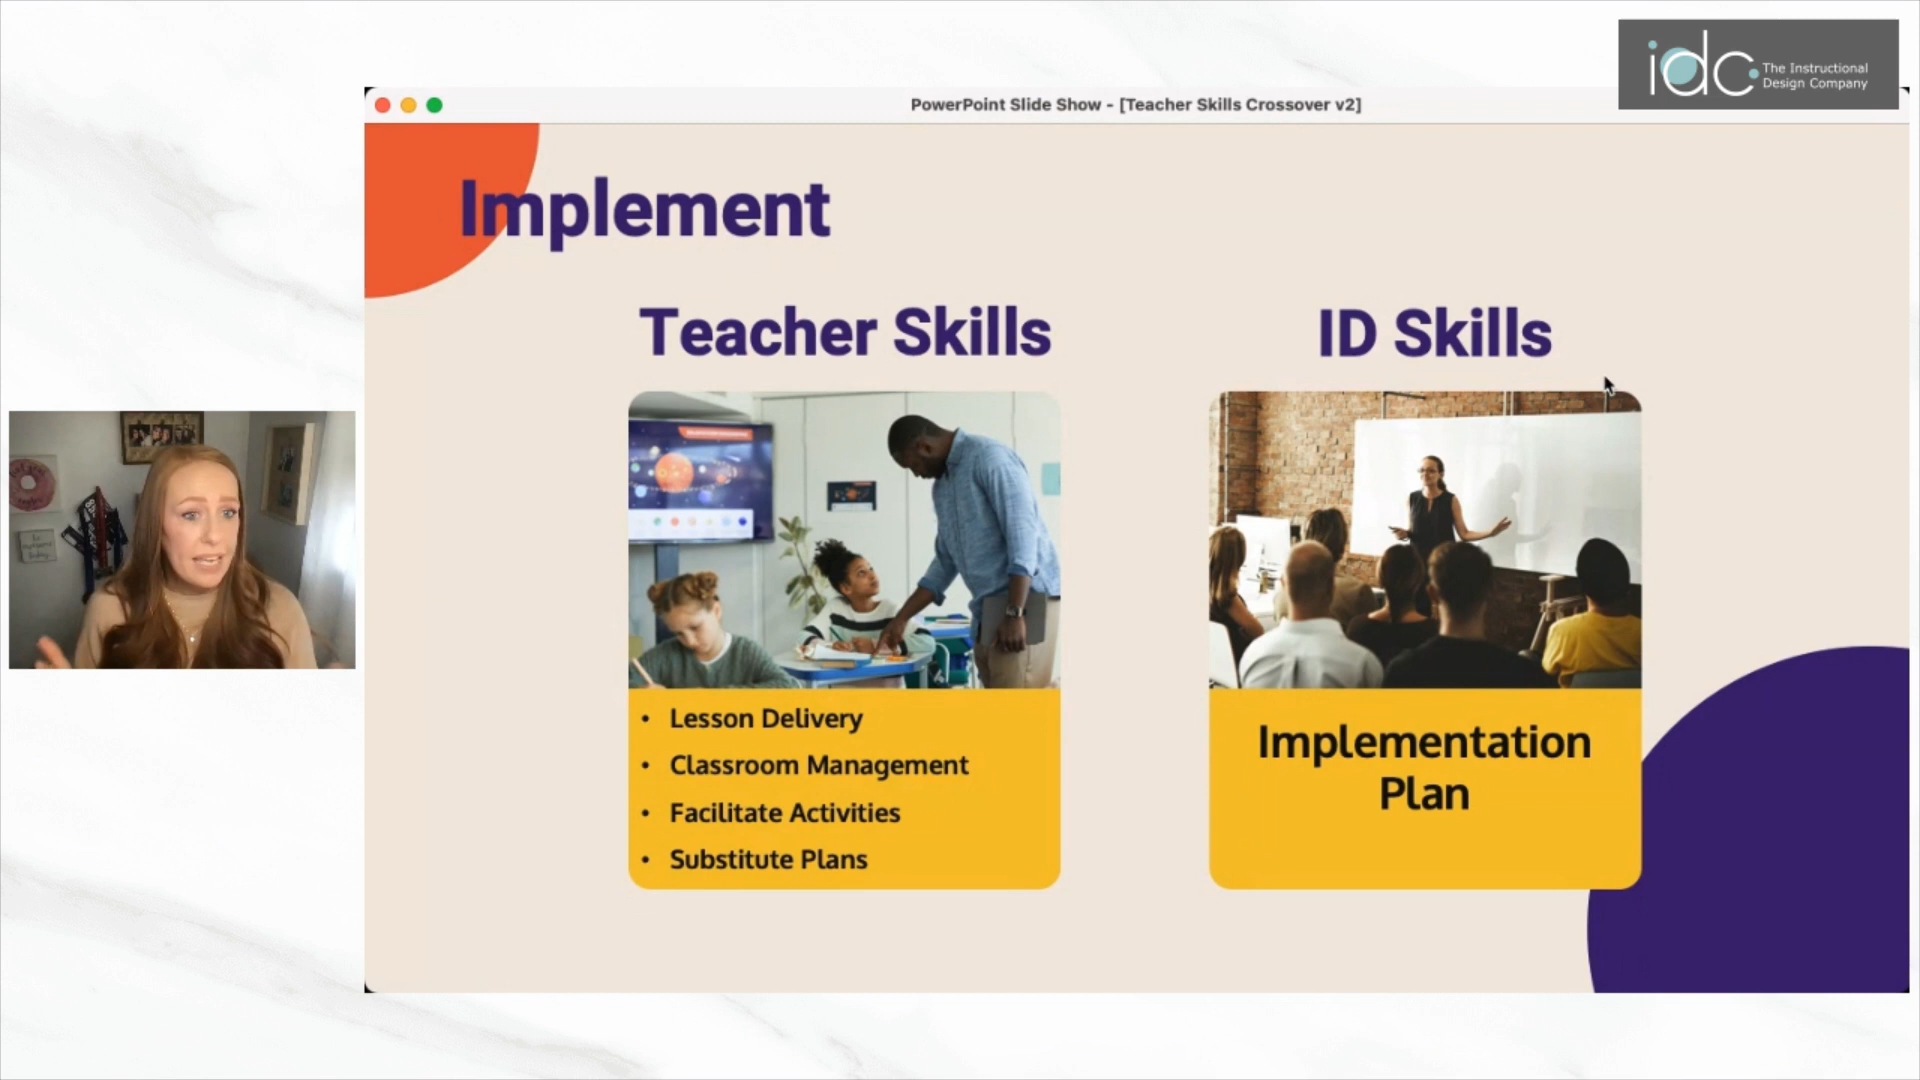 idc
The Instructional
Design Company
PowerPoint Slide Show - [Teacher Skills Crossover v2]
Implement
Teacher Skills
ID Skills
• Lesson Delivery
• Classroom Management
• Facilitate Activities
• Substitute Plans
Implementation
Plan